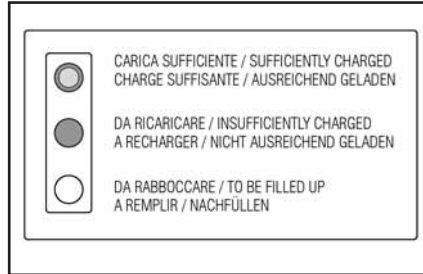 CARICA SUFFICIENTE / SUFFICIENTLY CHARGED
CHARGE SUFFISANTE / AUSREICHEND GELADEN
DA RICARICARE / INSUFFICIENTLY CHARGED
A RECHARGER / NICHT AUSREICHEND GELADEN
DA RABBOCCARE / TO BE FILLED UP
A REMPLIR / NACHFÜLLEN